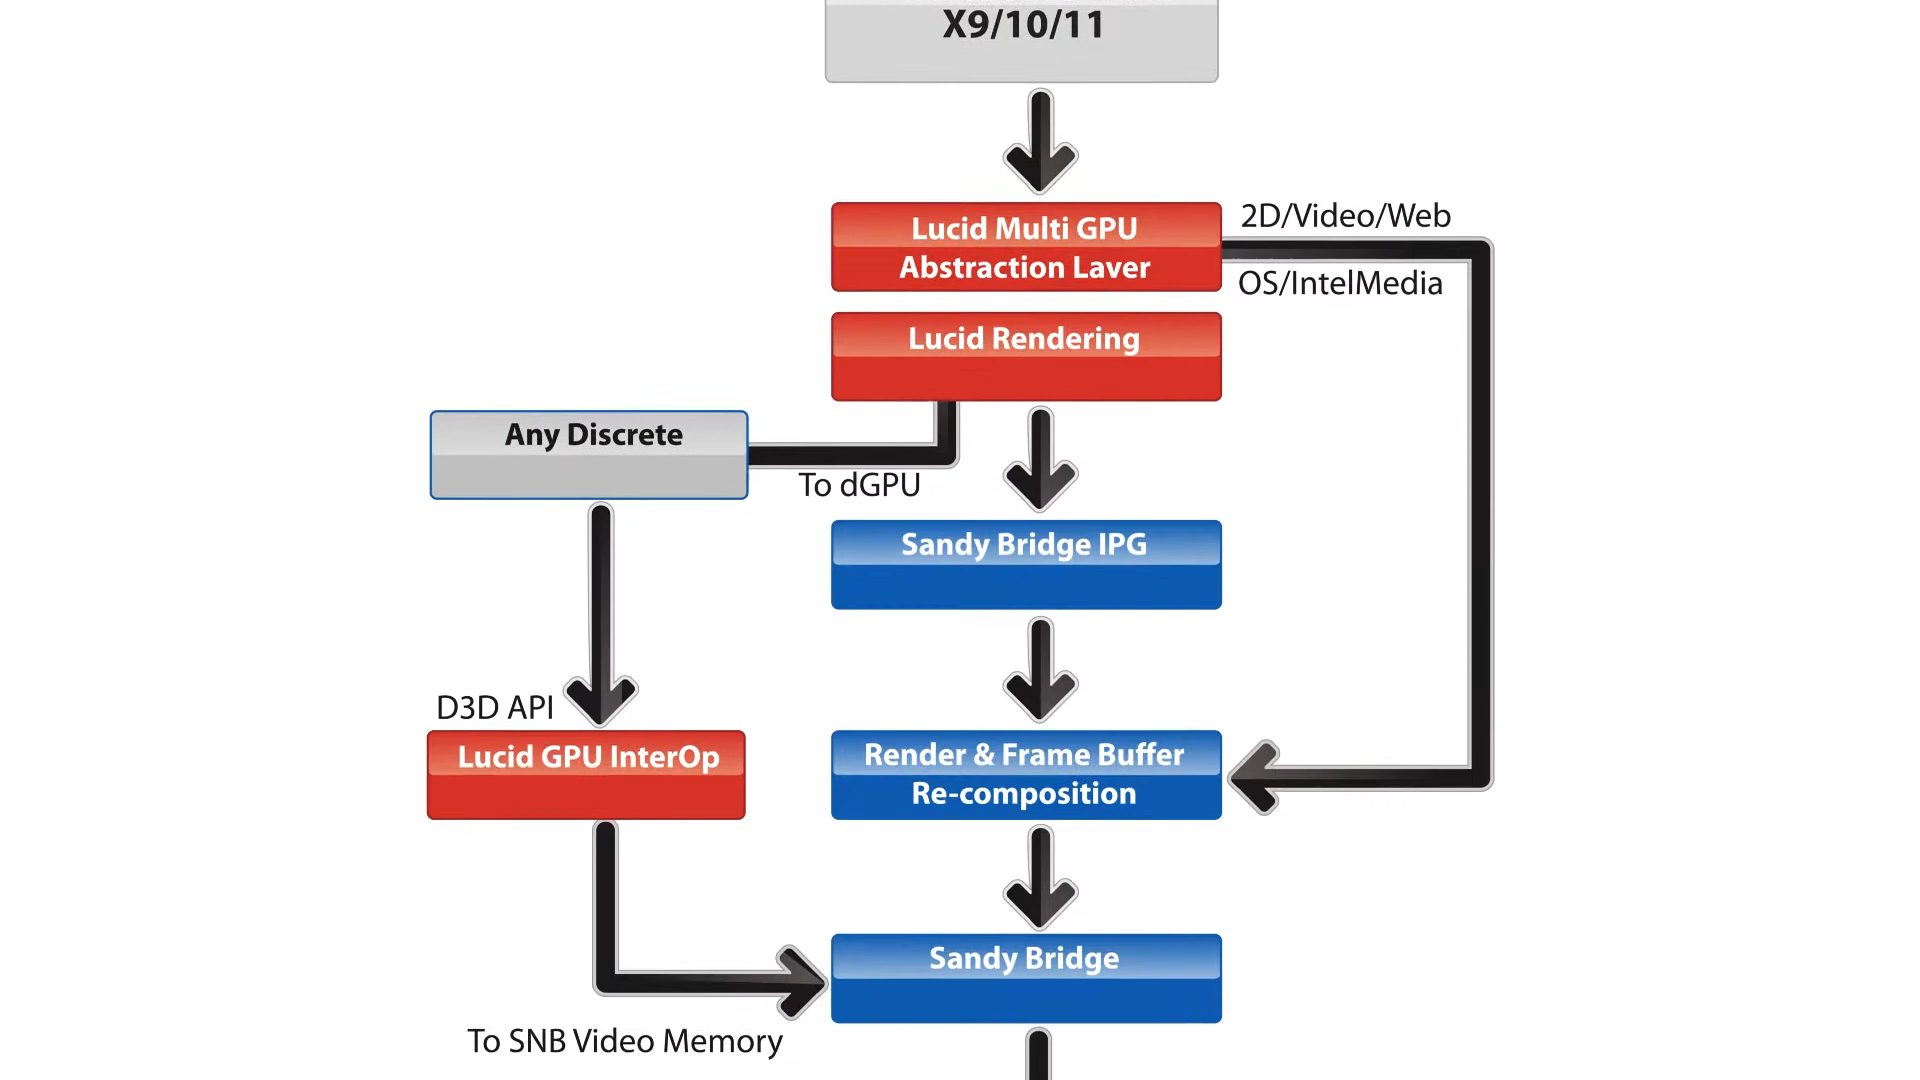 X9/10/11
Lucid Multi GPU
Abstraction Laver
2D/Video/Web
OS/IntelMedia
Lucid Rendering
Any Discrete
To dGPU
Sandy Bridge IPG
D3D API
Lucid GPU InterOp
Render & Frame Buffer
Re-composition
Sandy Bridge
To SNB Video Memory